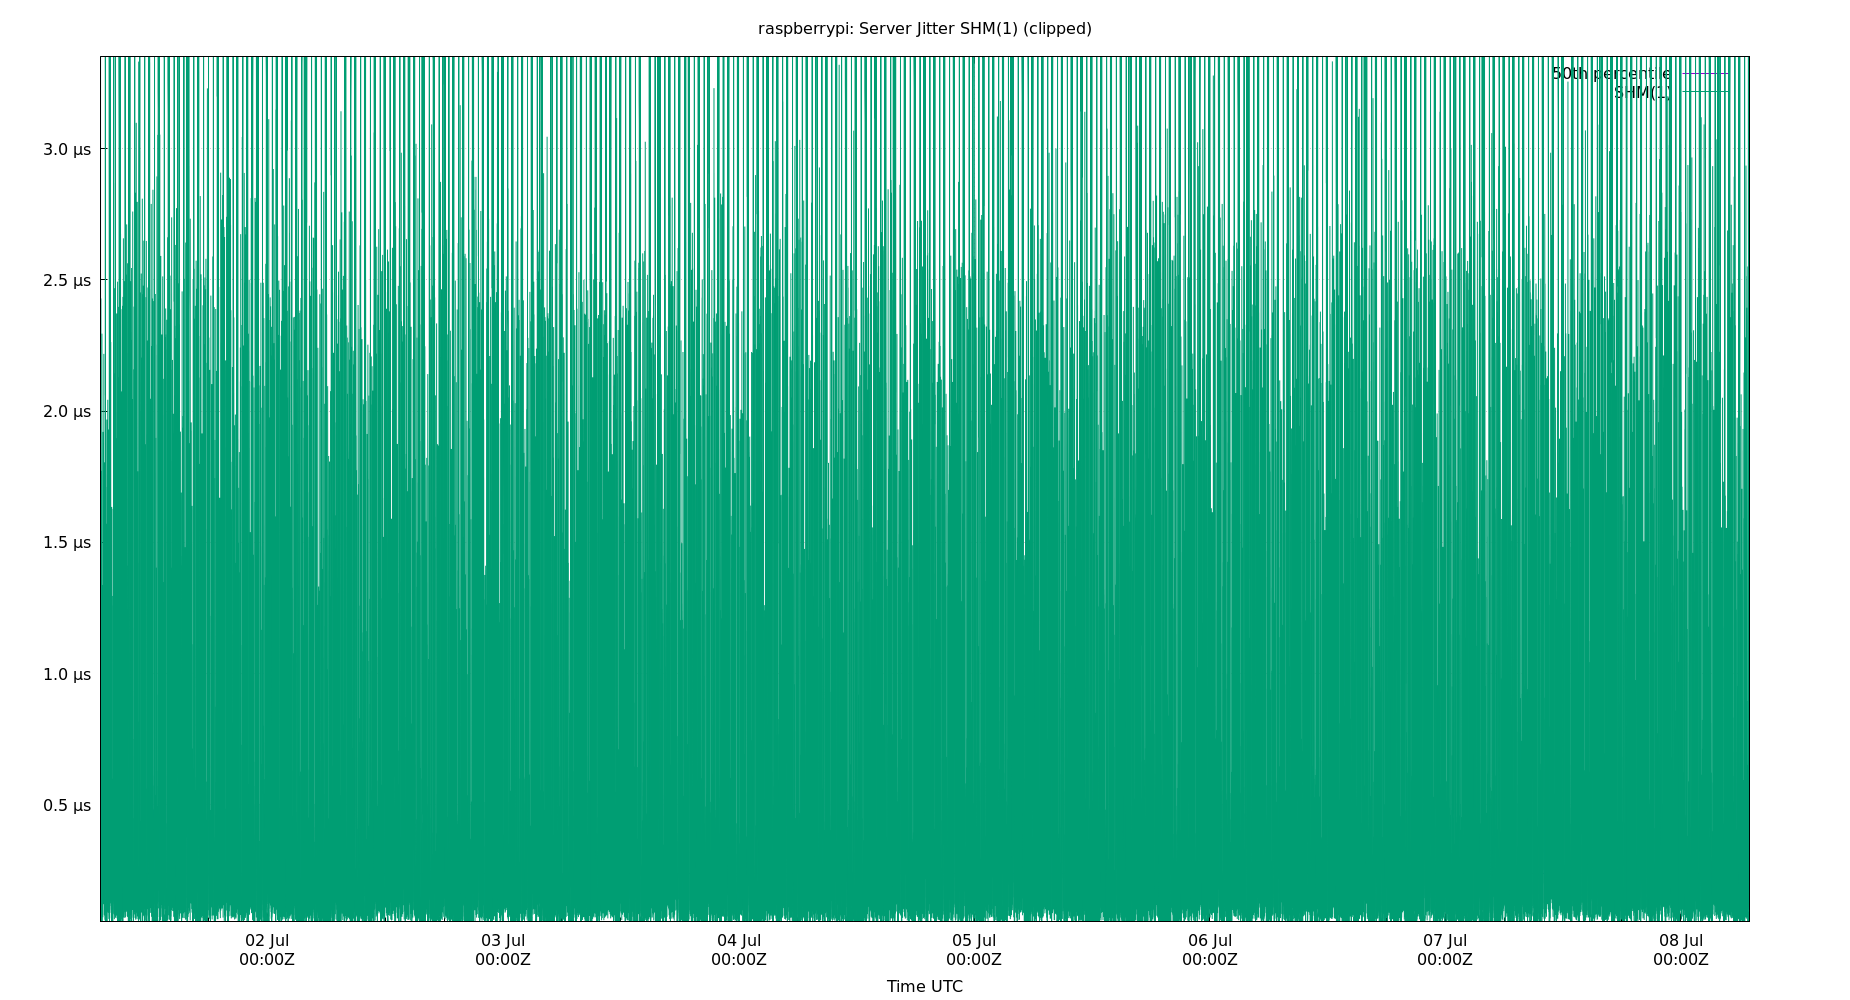 raspberrypi: Server Jitter SHM(1) (clipped)
50th percentile
SHM(1)
3.0 µs
2.5 µs
2.0 µs
1.5 µs
1.0 µs
0.5 µs
02 Jul 03 Jul 04 Jul 05 Jul 06 Jul 07 Jul 08 Jul
00:00Z 00:00Z 00:00Z 00:00Z 00:00Z 00:00Z 00:00Z
Time UTC